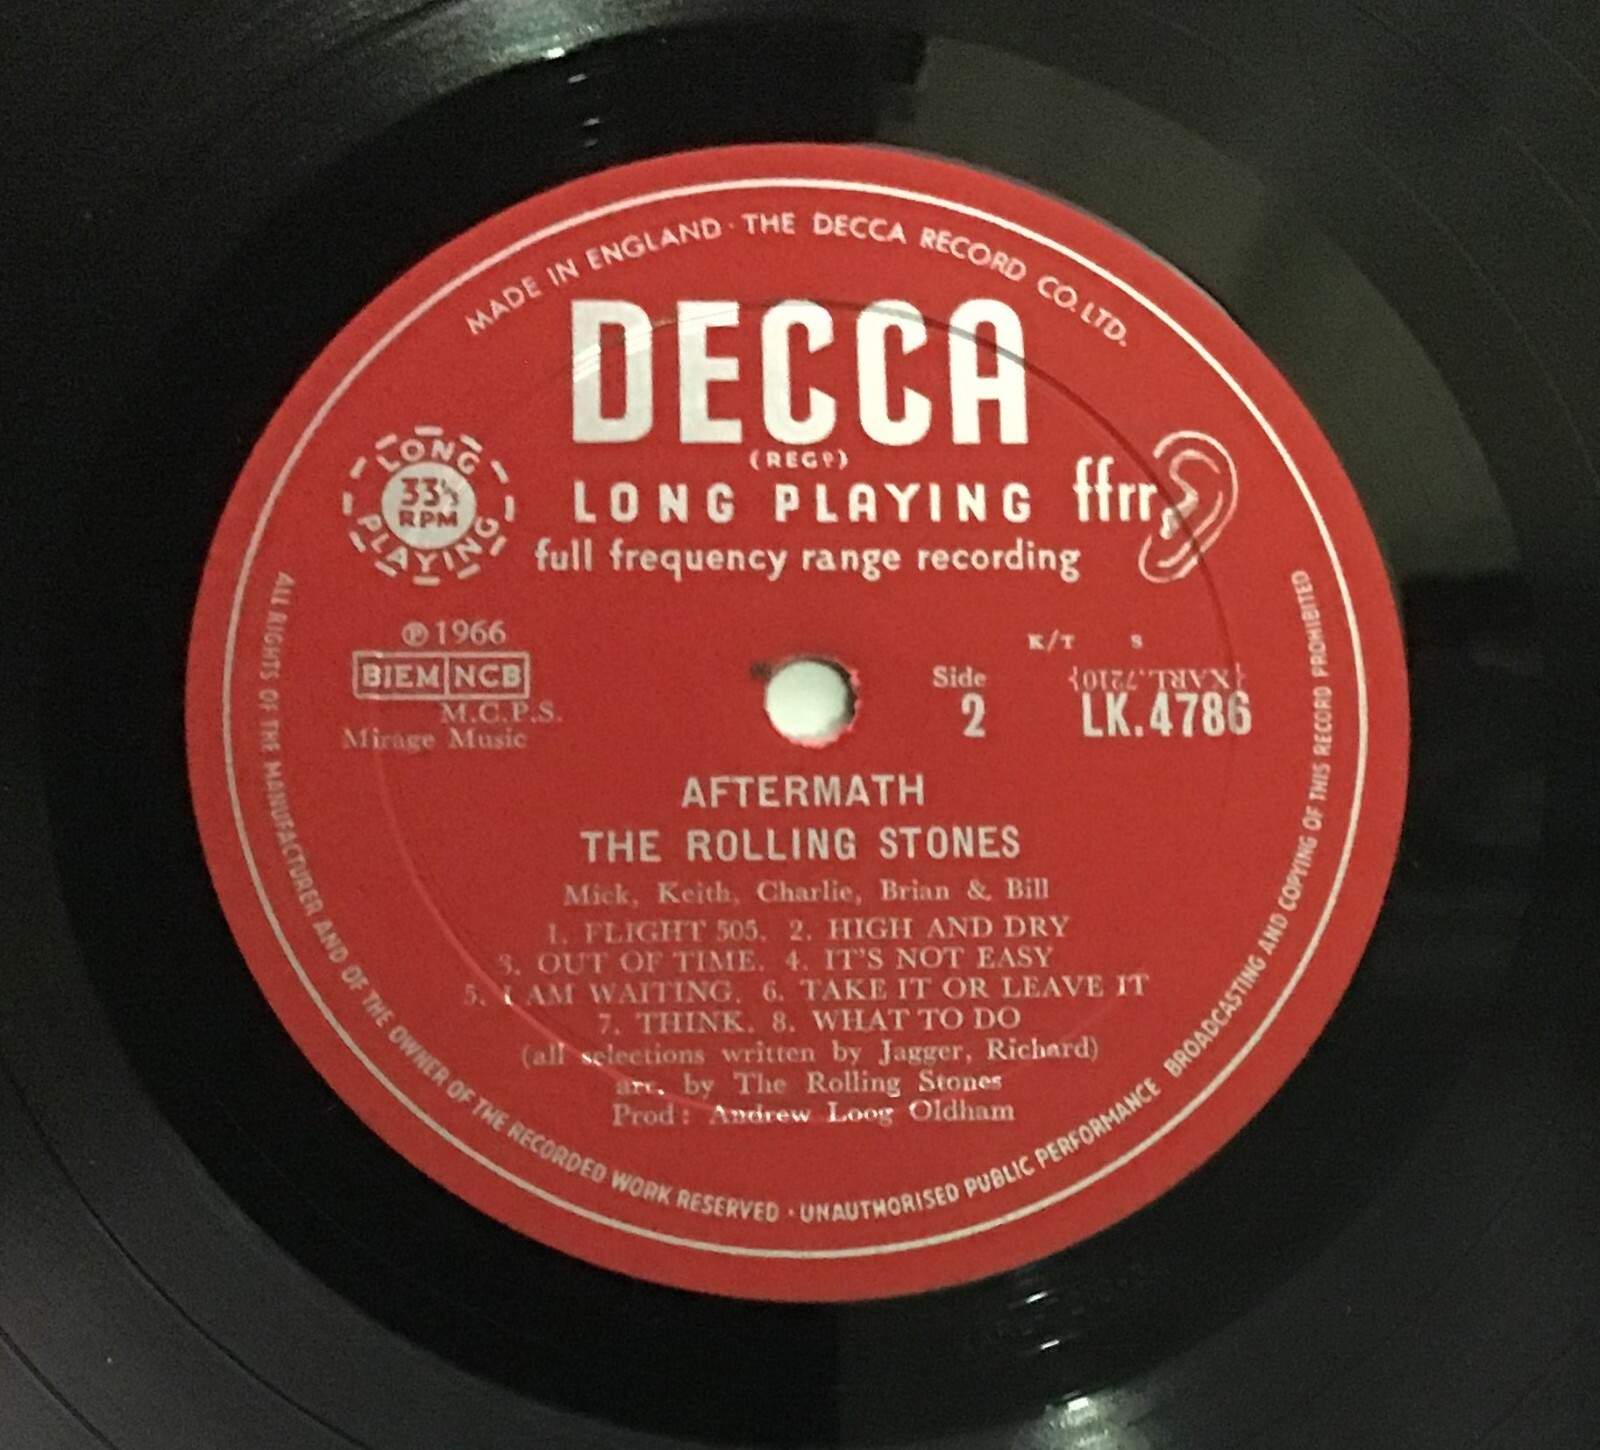 MADE IN ENGLAND · THE DECCA RECORD CO. LTD.
DECCA
(REGD)
LONG PLAYING
ffrr
full frequency range recording
LONG
33⅓
RPM
PLAYING
℗ 1966
BIEM NCB
M.C.P.S.
Mirage Music
K/T S
Side
2
{XARL.7210}
LK.4786
AFTERMATH
THE ROLLING STONES
Mick, Keith, Charlie, Brian & Bill
1. FLIGHT 505. 2. HIGH AND DRY
3. OUT OF TIME. 4. IT'S NOT EASY
5. I AM WAITING. 6. TAKE IT OR LEAVE IT
7. THINK. 8. WHAT TO DO
(all selections written by Jagger, Richard)
arr. by The Rolling Stones
Prod: Andrew Loog Oldham
ALL RIGHTS OF THE MANUFACTURER AND OF THE OWNER OF THE RECORDED WORK RESERVED · UNAUTHORISED PUBLIC PERFORMANCE BROADCASTING AND COPYING OF THIS RECORD PROHIBITED